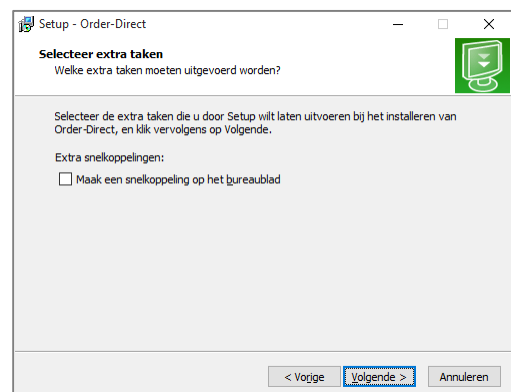 Setup - Order-Direct
Selecteer extra taken
Welke extra taken moeten uitgevoerd worden?
Selecteer de extra taken die u door Setup wilt laten uitvoeren bij het installeren van
Order-Direct, en klik vervolgens op Volgende.
Extra snelkoppelingen:
Maak een snelkoppeling op het bureaublad
< Vorige
Volgende >
Annuleren